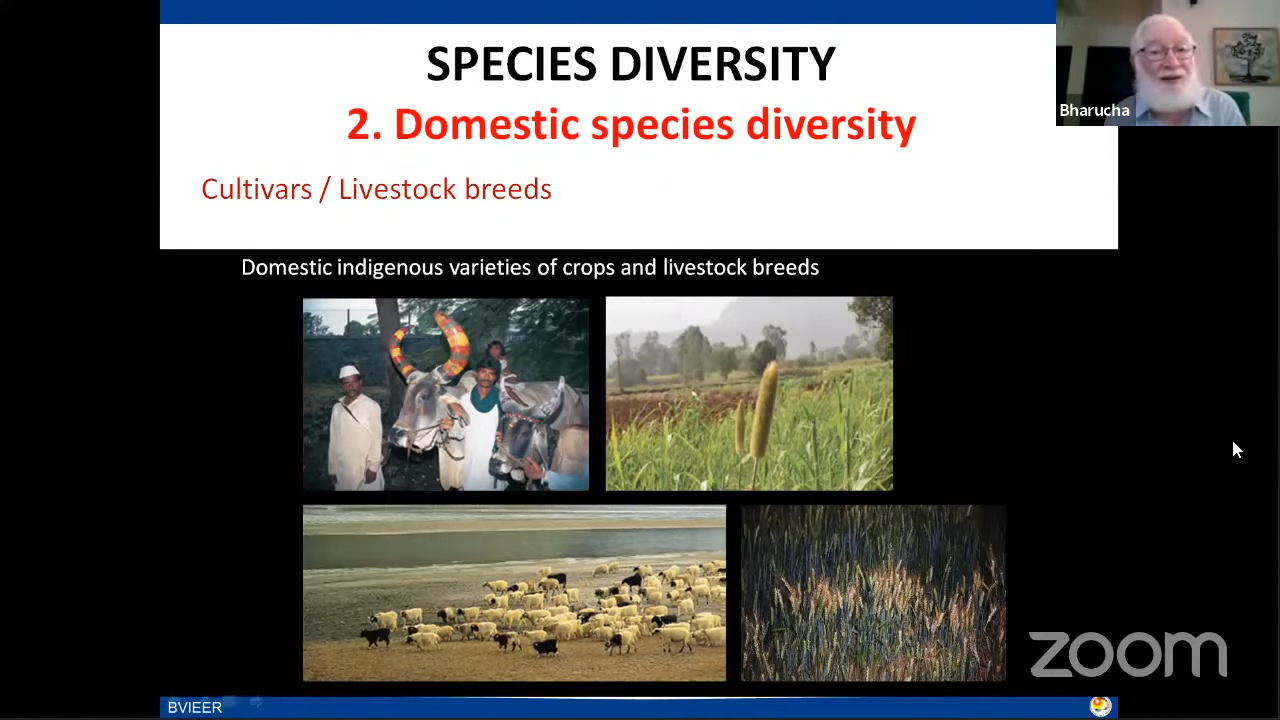 SPECIES DIVERSITY
2. Domestic species diversity
Bharucha
Cultivars / Livestock breeds
Domestic indigenous varieties of crops and livestock breeds
zoom
BVIEER